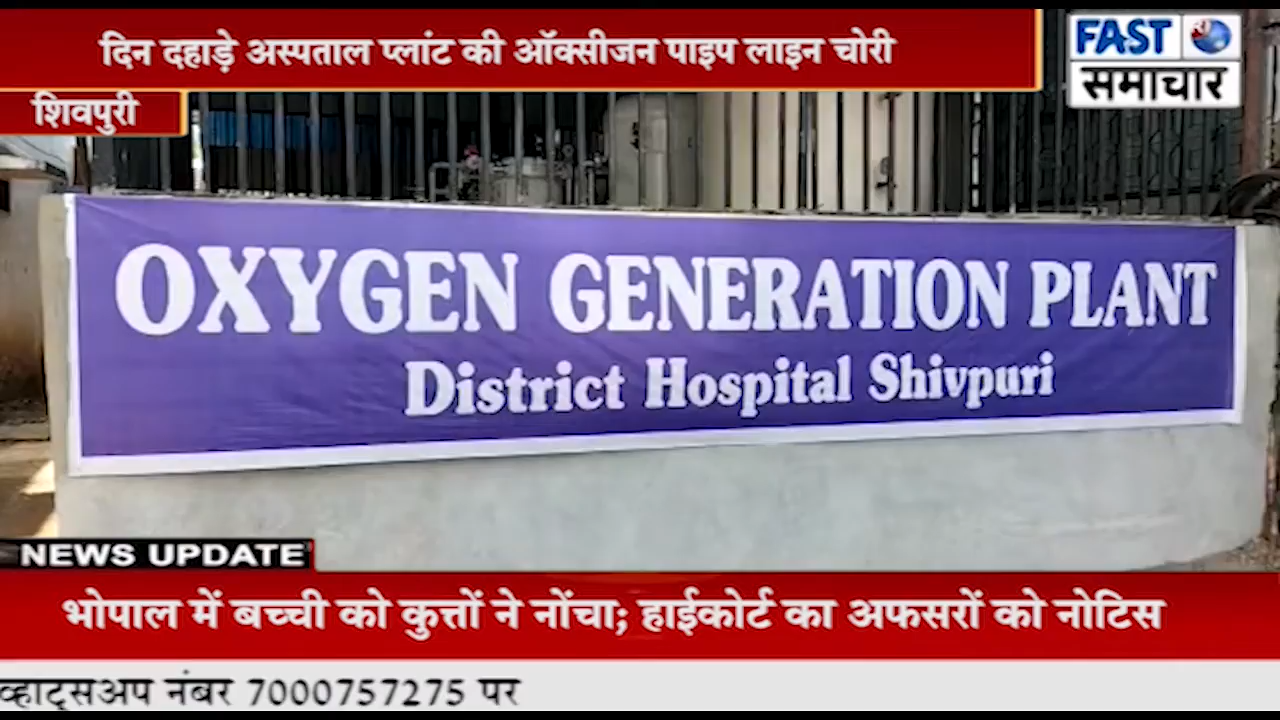 दिन दहाड़े अस्पताल प्लांट की ऑक्सीजन पाइप लाइन चोरी
FAST
समाचार
शिवपुरी
OXYGEN GENERATION PLANT
District Hospital Shivpuri
NEWS UPDATE
भोपाल में बच्ची को कुत्तों ने नोंचा; हाईकोर्ट का अफसरों को नोटिस
व्हाट्सअप नंबर 7000757275 पर